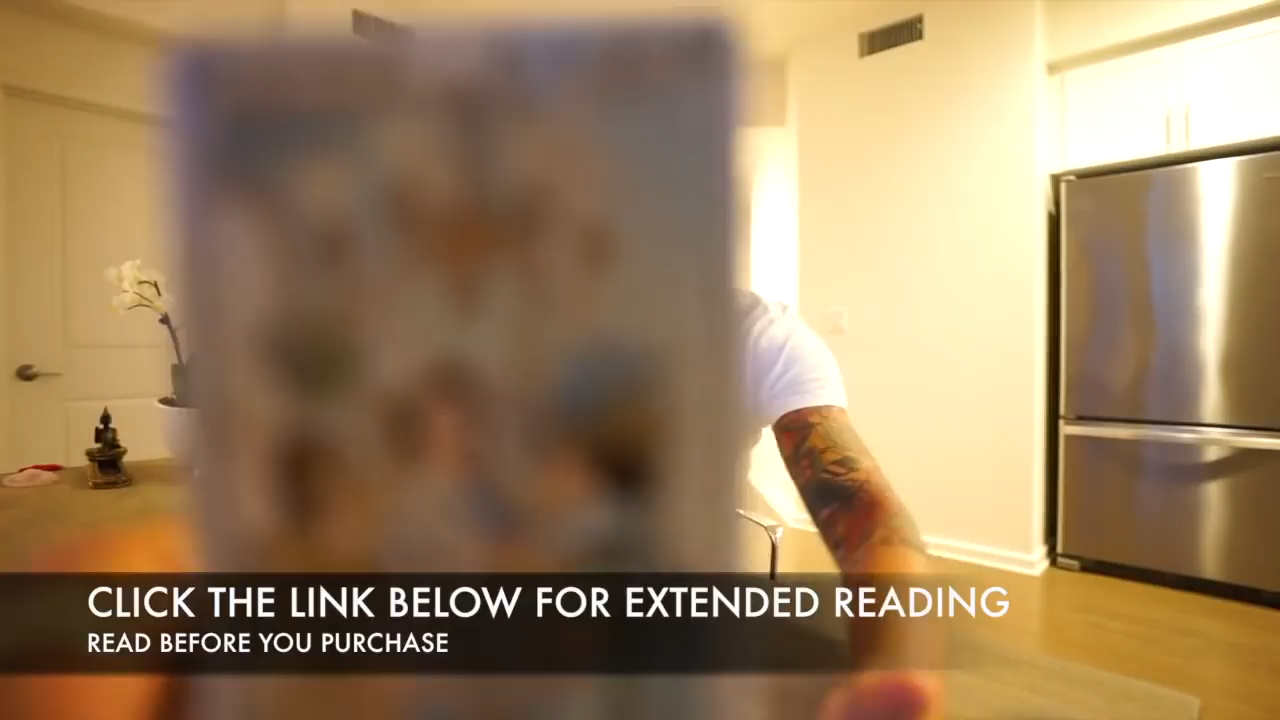 CLICK THE LINK BELOW FOR EXTENDED READING
READ BEFORE YOU PURCHASE